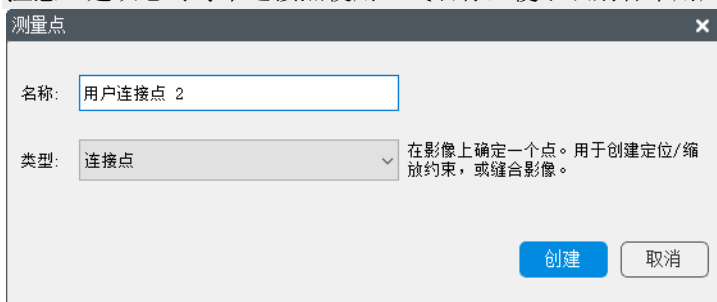 测量点
名称:
用户连接点 2
类型:
连接点
在影像上确定一个点。用于创建定位/缩
放约束，或缝合影像。
创建
取消